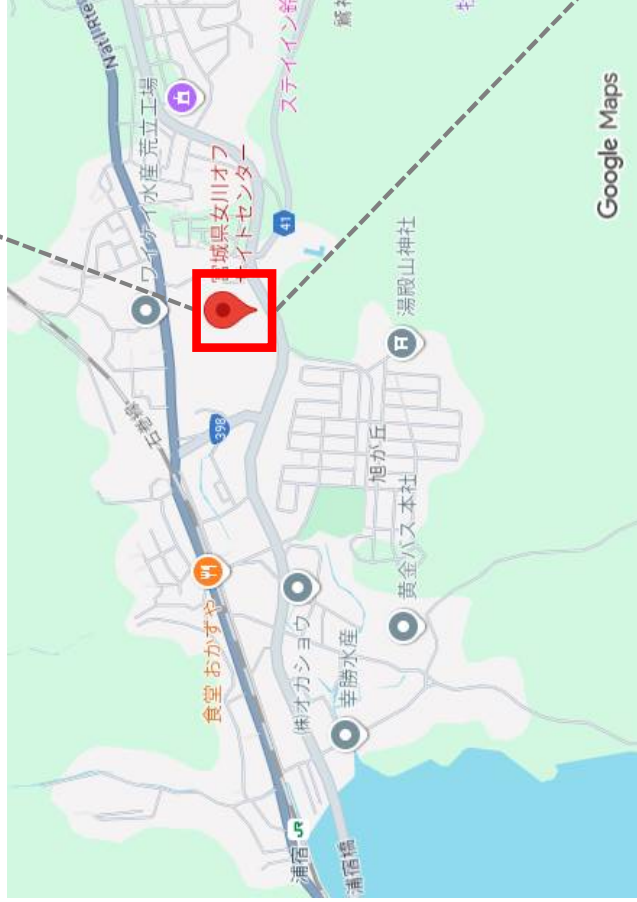 Nat'l Rte
ワイケイ水産 荒立工場
石巻線
宮城県女川オフ
サイトセンター
398
食堂 おかずや
41
ステイイン鈴
(株)オカショウ
浦宿
JR
幸勝水産
浦宿橋
旭が丘
黄金バス 本社
湯殿山神社
Google Maps